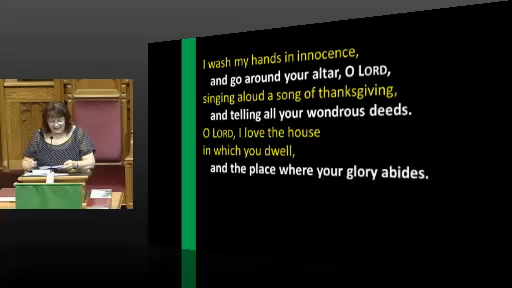 I wash my hands in innocence,
and go around your altar, O LORD,
singing aloud a song of thanksgiving,
and telling all your wondrous deeds.
O LORD, I love the house
in which you dwell,
and the place where your glory abides.